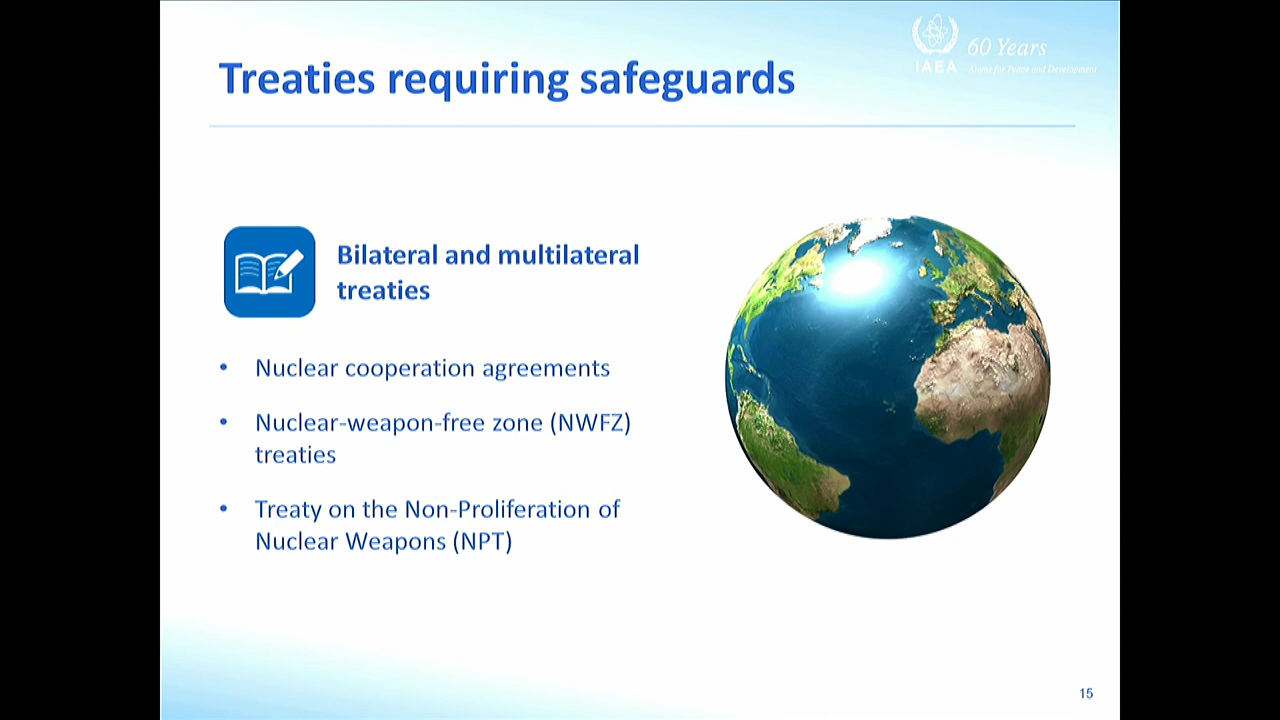 Treaties requiring safeguards
IAEA
60 Years
Atoms for Peace and Development
Bilateral and multilateral
treaties
• Nuclear cooperation agreements
• Nuclear-weapon-free zone (NWFZ)
treaties
• Treaty on the Non-Proliferation of
Nuclear Weapons (NPT)
15